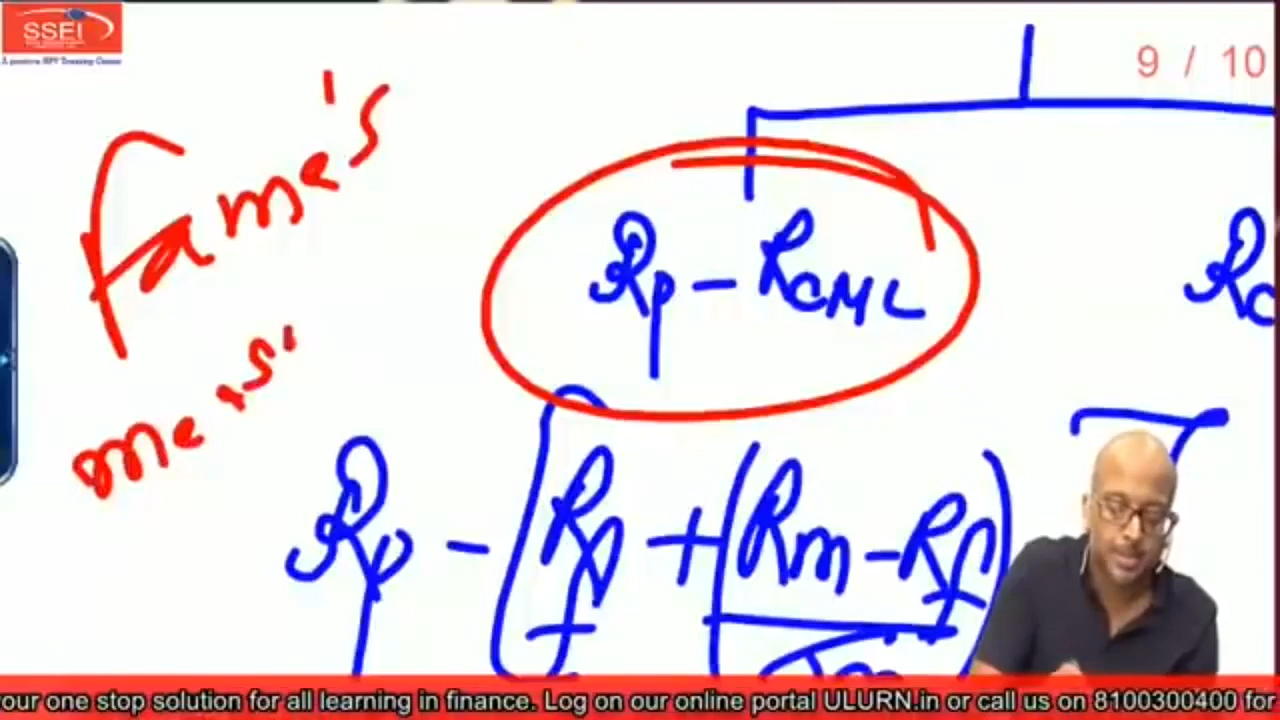 SSEI
9 / 10
Fama's
Rp - RCML
Rp - [Rf + (Rm - Rf)
our one stop solution for all learning in finance. Log on our online portal ULURN.in or call us on 8100300400 for